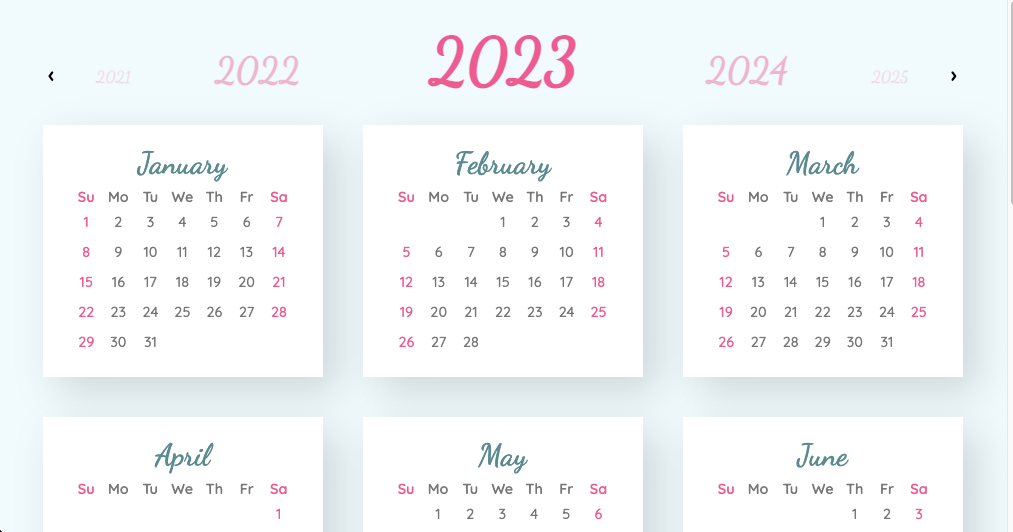 ‹ 2021 2022 2023 2024 2025 ›
January
Su Mo Tu We Th Fr Sa
1 2 3 4 5 6 7
8 9 10 11 12 13 14
15 16 17 18 19 20 21
22 23 24 25 26 27 28
29 30 31
February
Su Mo Tu We Th Fr Sa
1 2 3 4
5 6 7 8 9 10 11
12 13 14 15 16 17 18
19 20 21 22 23 24 25
26 27 28
March
Su Mo Tu We Th Fr Sa
1 2 3 4
5 6 7 8 9 10 11
12 13 14 15 16 17 18
19 20 21 22 23 24 25
26 27 28 29 30 31
April
Su Mo Tu We Th Fr Sa
1
May
Su Mo Tu We Th Fr Sa
1 2 3 4 5 6
June
Su Mo Tu We Th Fr Sa
1 2 3